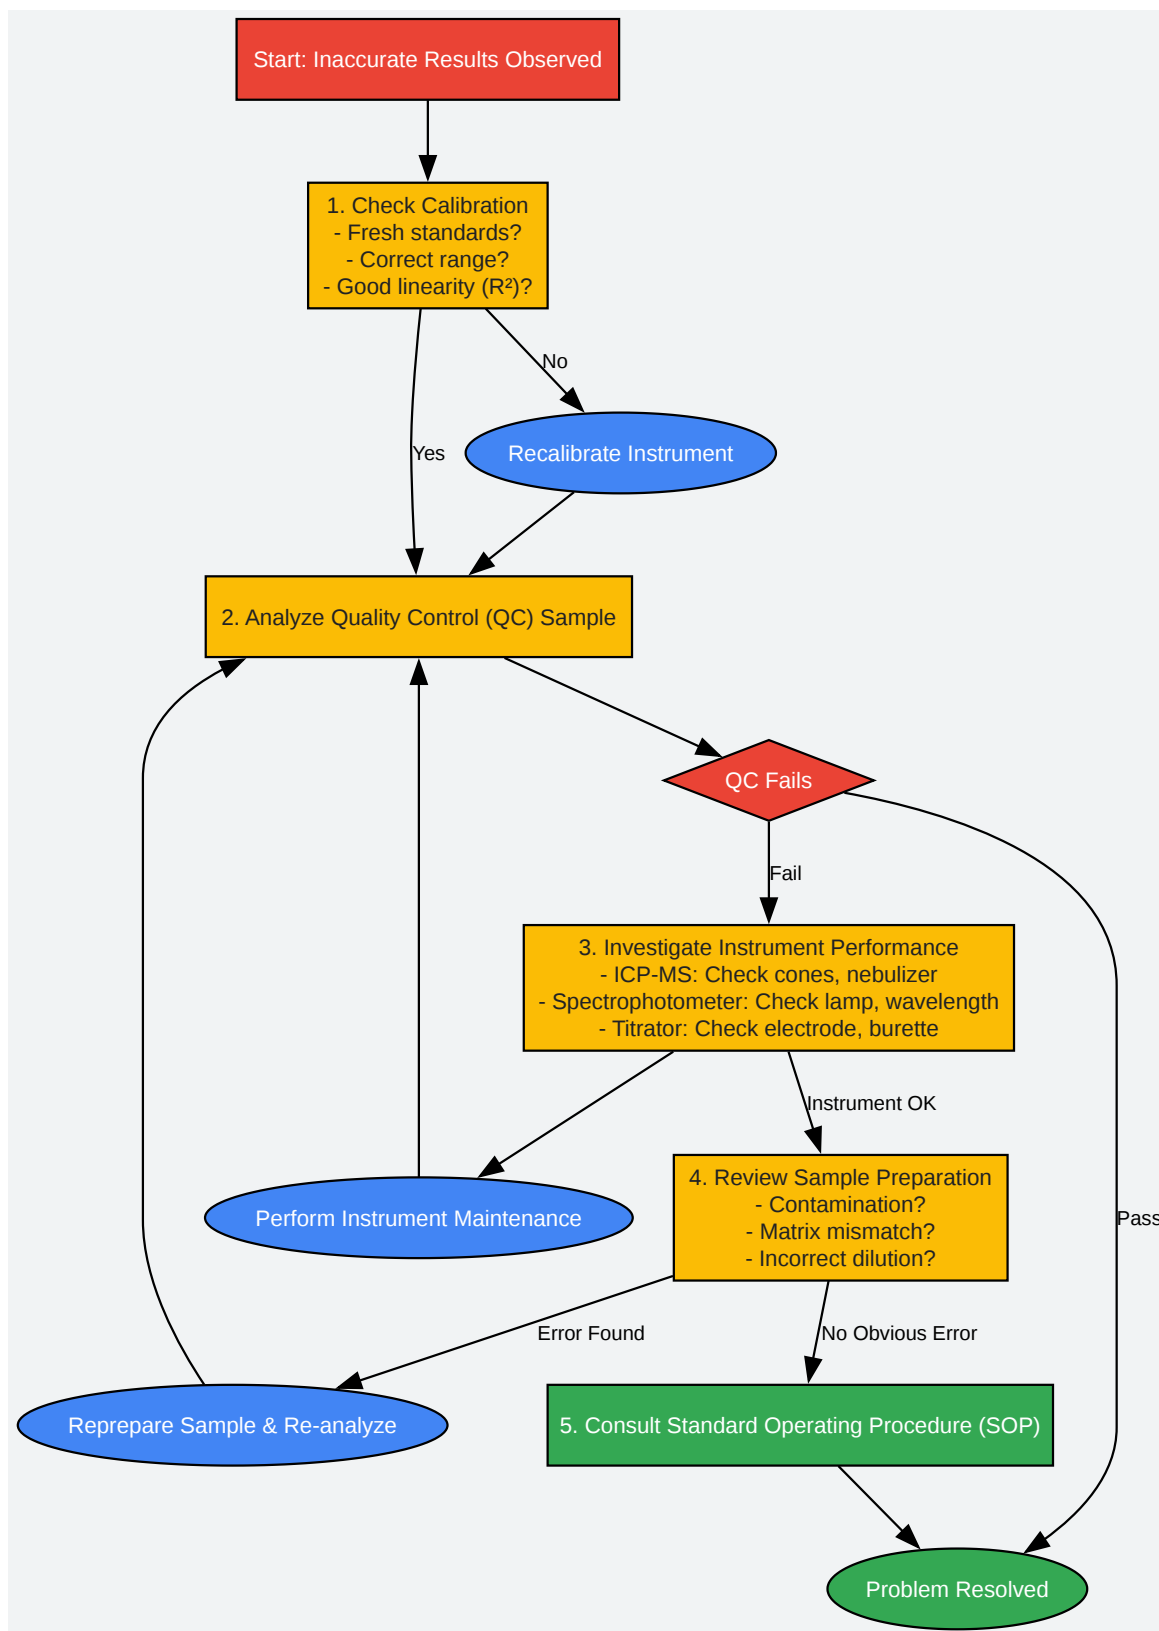 Start: Inaccurate Results Observed
1. Check Calibration
- Fresh standards?
- Correct range?
- Good linearity (R²)?
No
Yes
Recalibrate Instrument
2. Analyze Quality Control (QC) Sample
QC Fails
Fail
3. Investigate Instrument Performance
- ICP-MS: Check cones, nebulizer
- Spectrophotometer: Check lamp, wavelength
- Titrator: Check electrode, burette
Instrument OK
4. Review Sample Preparation
- Contamination?
- Matrix mismatch?
- Incorrect dilution?
Perform Instrument Maintenance
Pass
Error Found
No Obvious Error
Reprepare Sample & Re-analyze
5. Consult Standard Operating Procedure (SOP)
Problem Resolved